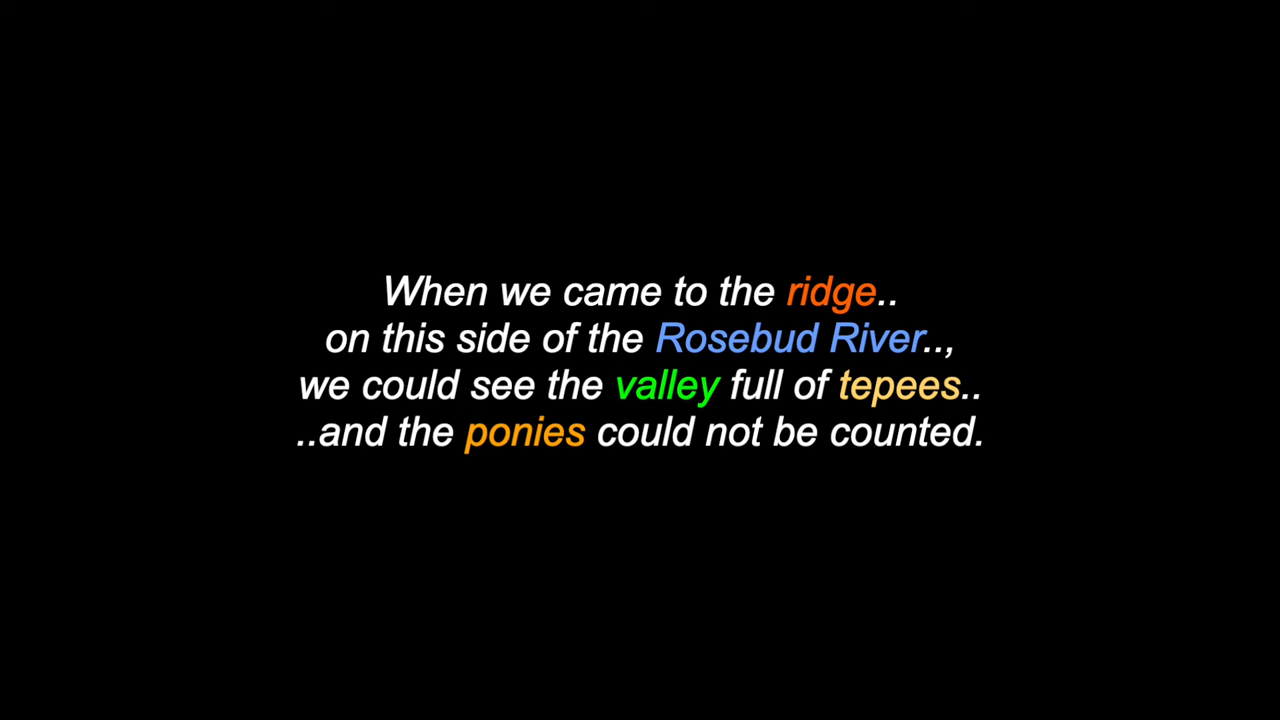 When we came to the ridge..
on this side of the Rosebud River..,
we could see the valley full of tepees..
..and the ponies could not be counted.